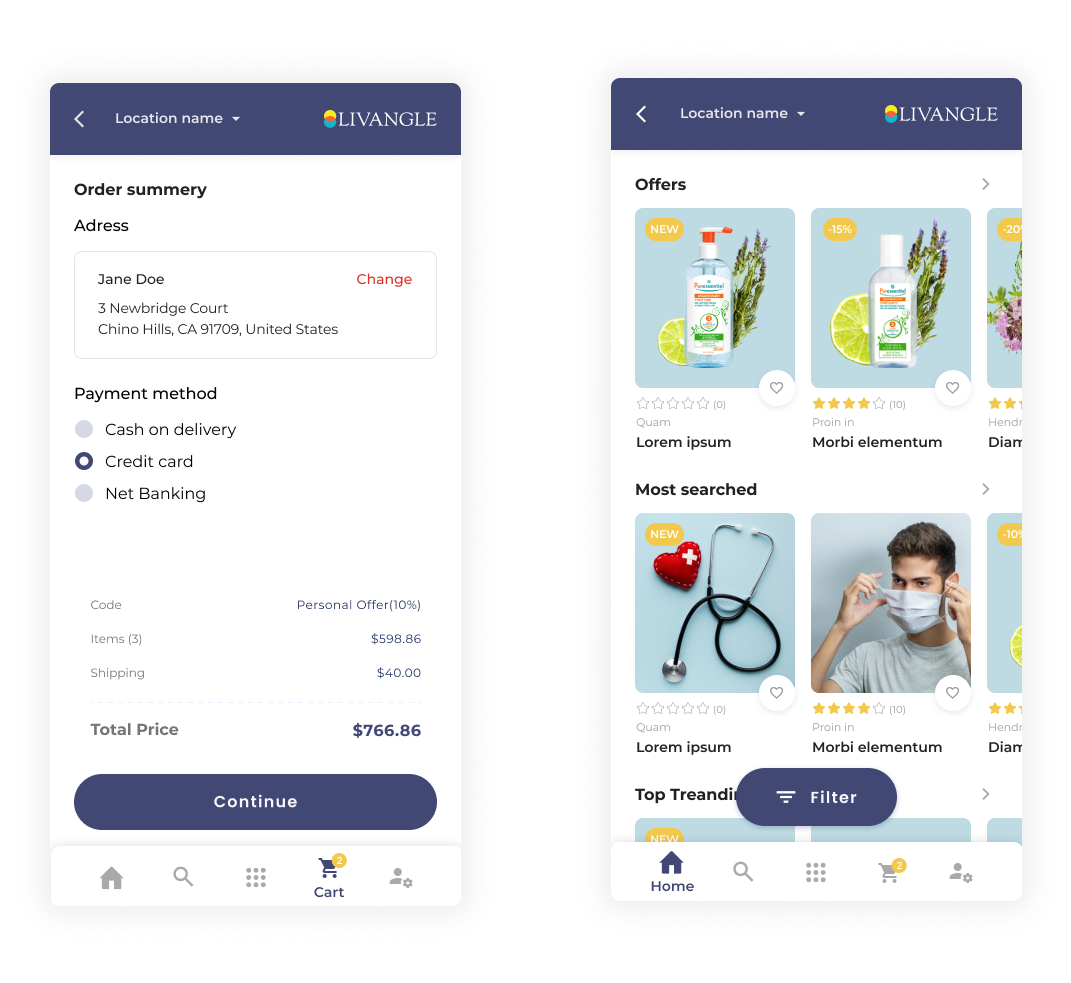 Location name
LIVANGLE
Order summery
Adress
Jane Doe
Change
3 Newbridge Court
Chino Hills, CA 91709, United States
Payment method
Cash on delivery
Credit card
Net Banking
Code
Personal Offer(10%)
Items (3)
$598.86
Shipping
$40.00
Total Price
$766.86
Continue
2
Cart
Location name
LIVANGLE
Offers
NEW
-15%
-20
Puressentiel
Puressentiel
(0)
(10)
Quam
Proin in
Hendr
Lorem ipsum
Morbi elementum
Diam
Most searched
NEW
-10%
(0)
(10)
Quam
Proin in
Hendr
Lorem ipsum
Morbi elementum
Diam
Top Treandin
Filter
NEW
2
Home